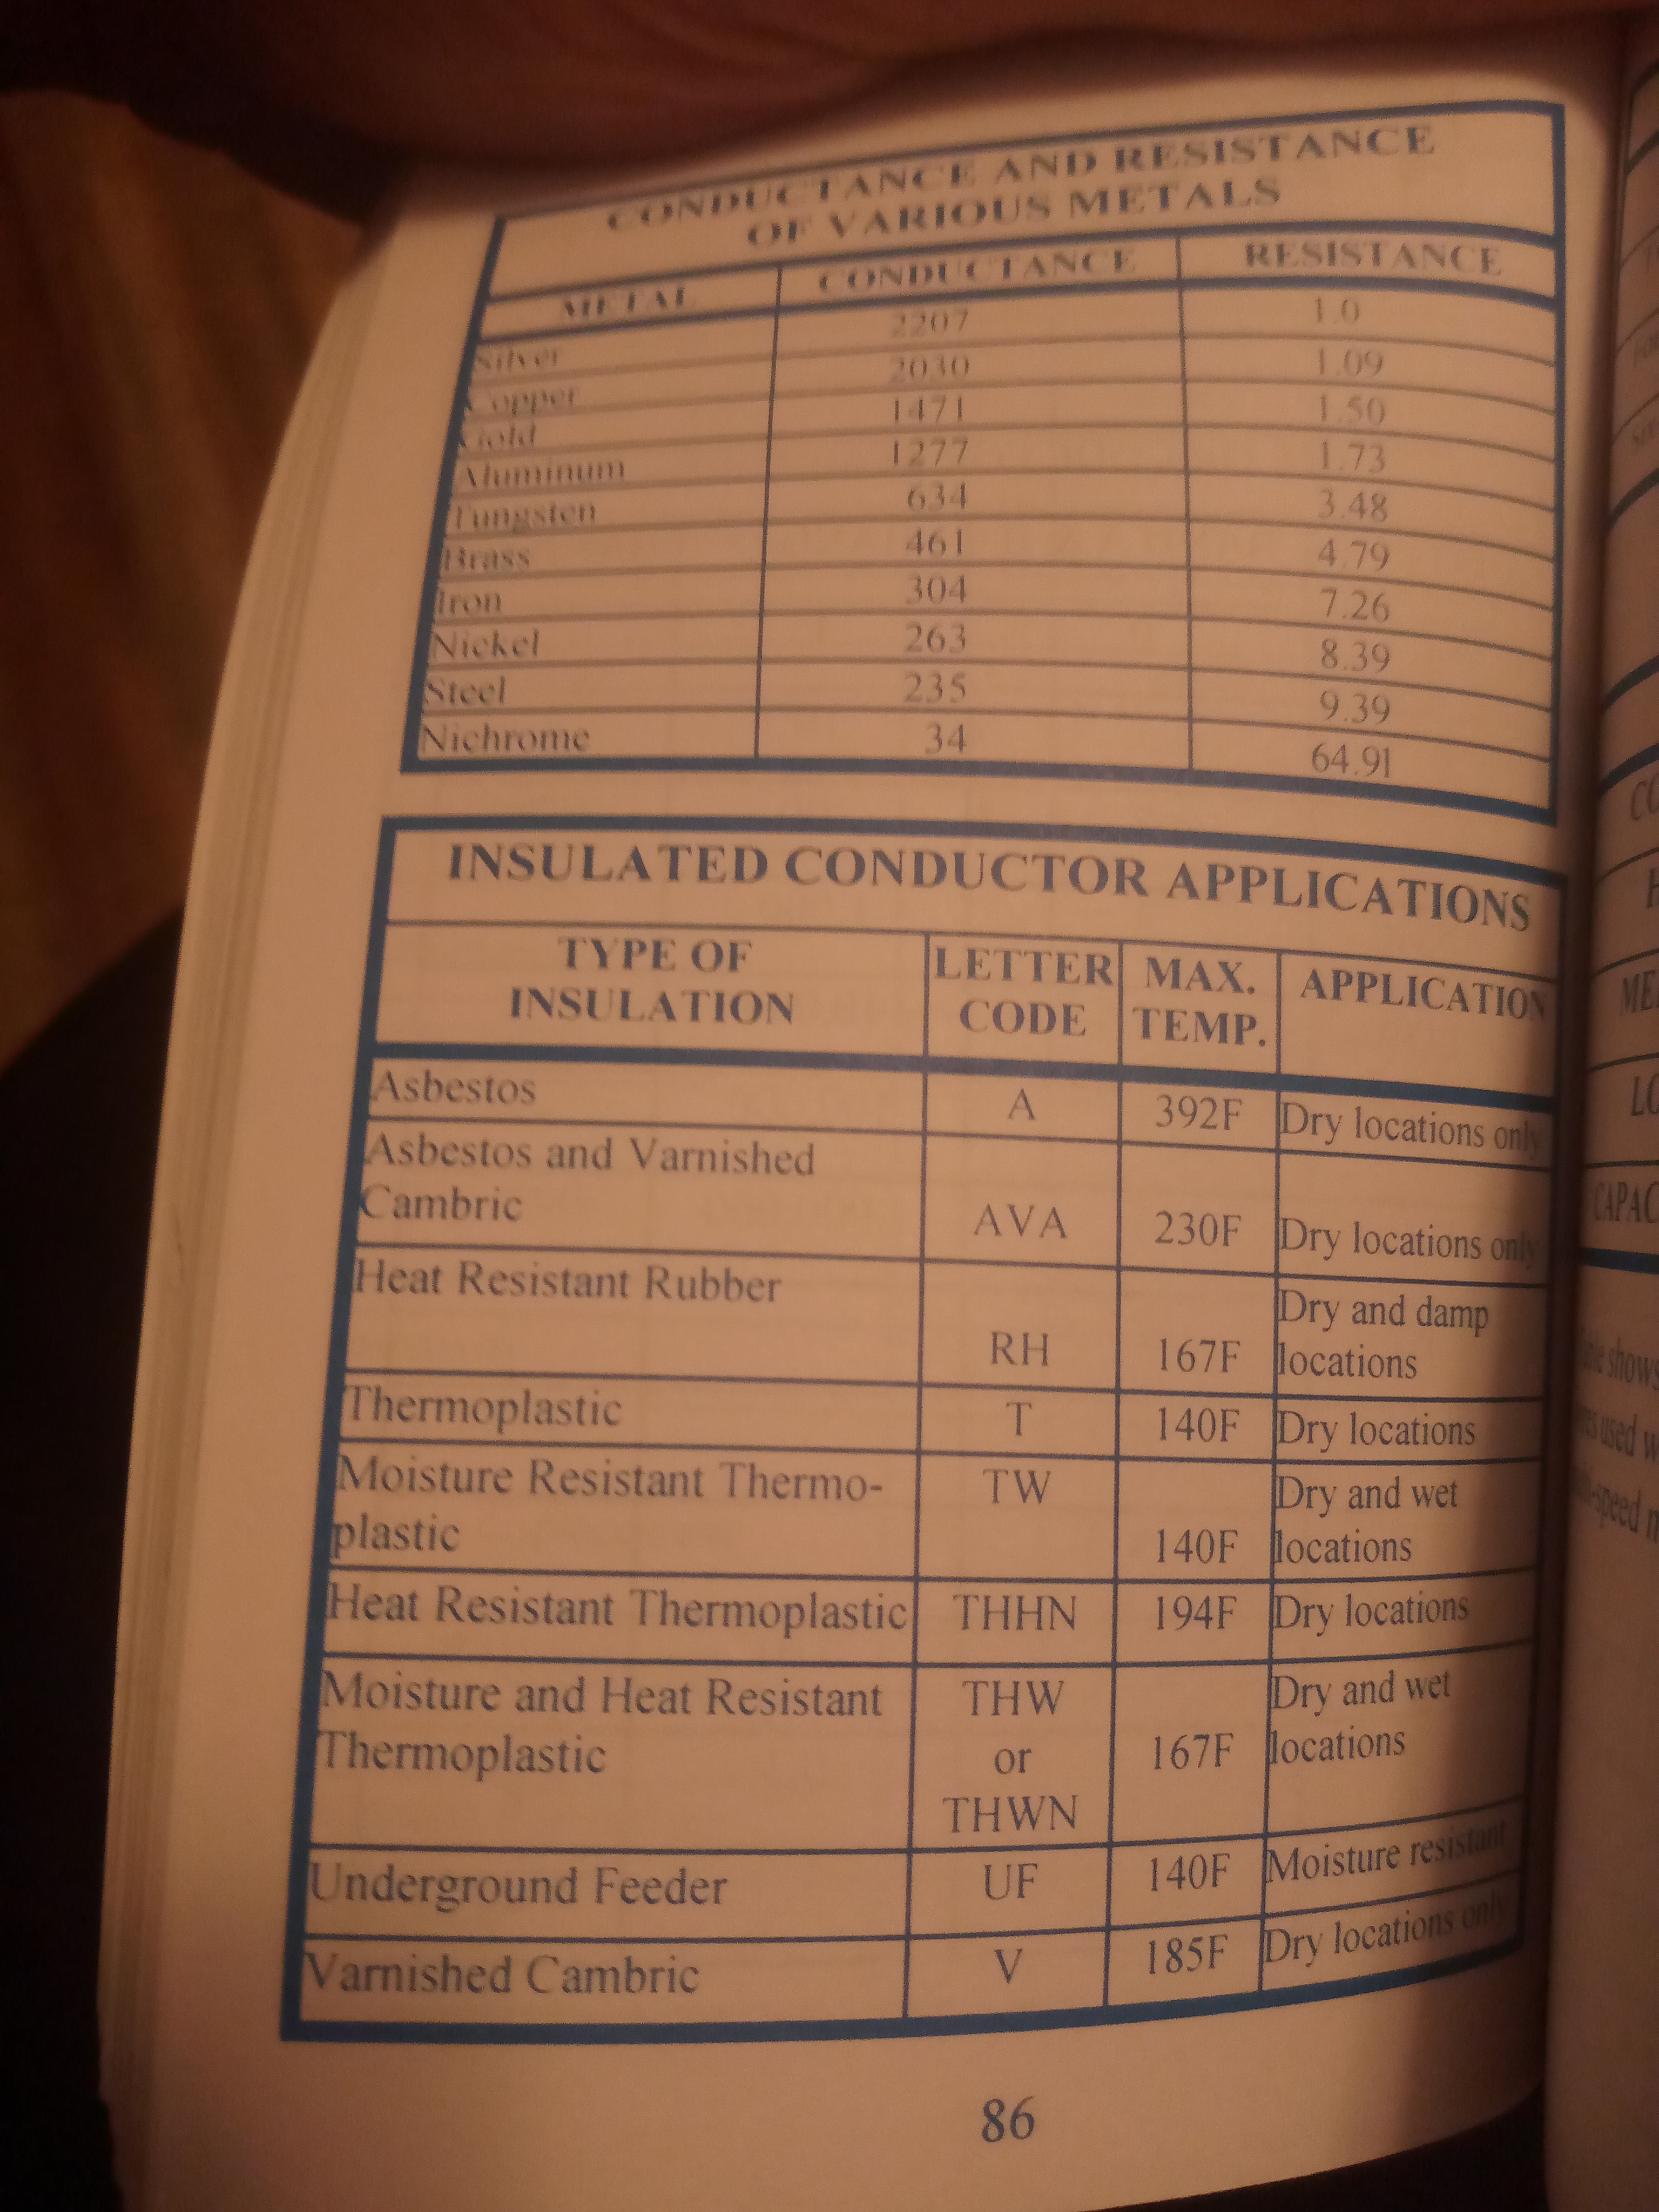 CONDUCTANCE AND RESISTANCE
OF VARIOUS METALS
METAL CONDUCTANCE RESISTANCE
Silver 2207 1.0
Copper 2030 1.09
Gold 1471 1.50
Aluminum 1277 1.73
Tungsten 634 3.48
Brass 461 4.79
Iron 304 7.26
Nickel 263 8.39
Steel 235 9.39
Nichrome 34 64.91
INSULATED CONDUCTOR APPLICATIONS
TYPE OF LETTER MAX. APPLICATION
INSULATION CODE TEMP.
Asbestos A 392F Dry locations only
Asbestos and Varnished
Cambric AVA 230F Dry locations only
Heat Resistant Rubber Dry and damp
RH 167F locations
Thermoplastic T 140F Dry locations
Moisture Resistant Thermo- TW Dry and wet
plastic 140F locations
Heat Resistant Thermoplastic THHN 194F Dry locations
Moisture and Heat Resistant THW Dry and wet
Thermoplastic or 167F locations
THWN
Underground Feeder UF 140F Moisture resistant
Varnished Cambric V 185F Dry locations only
86